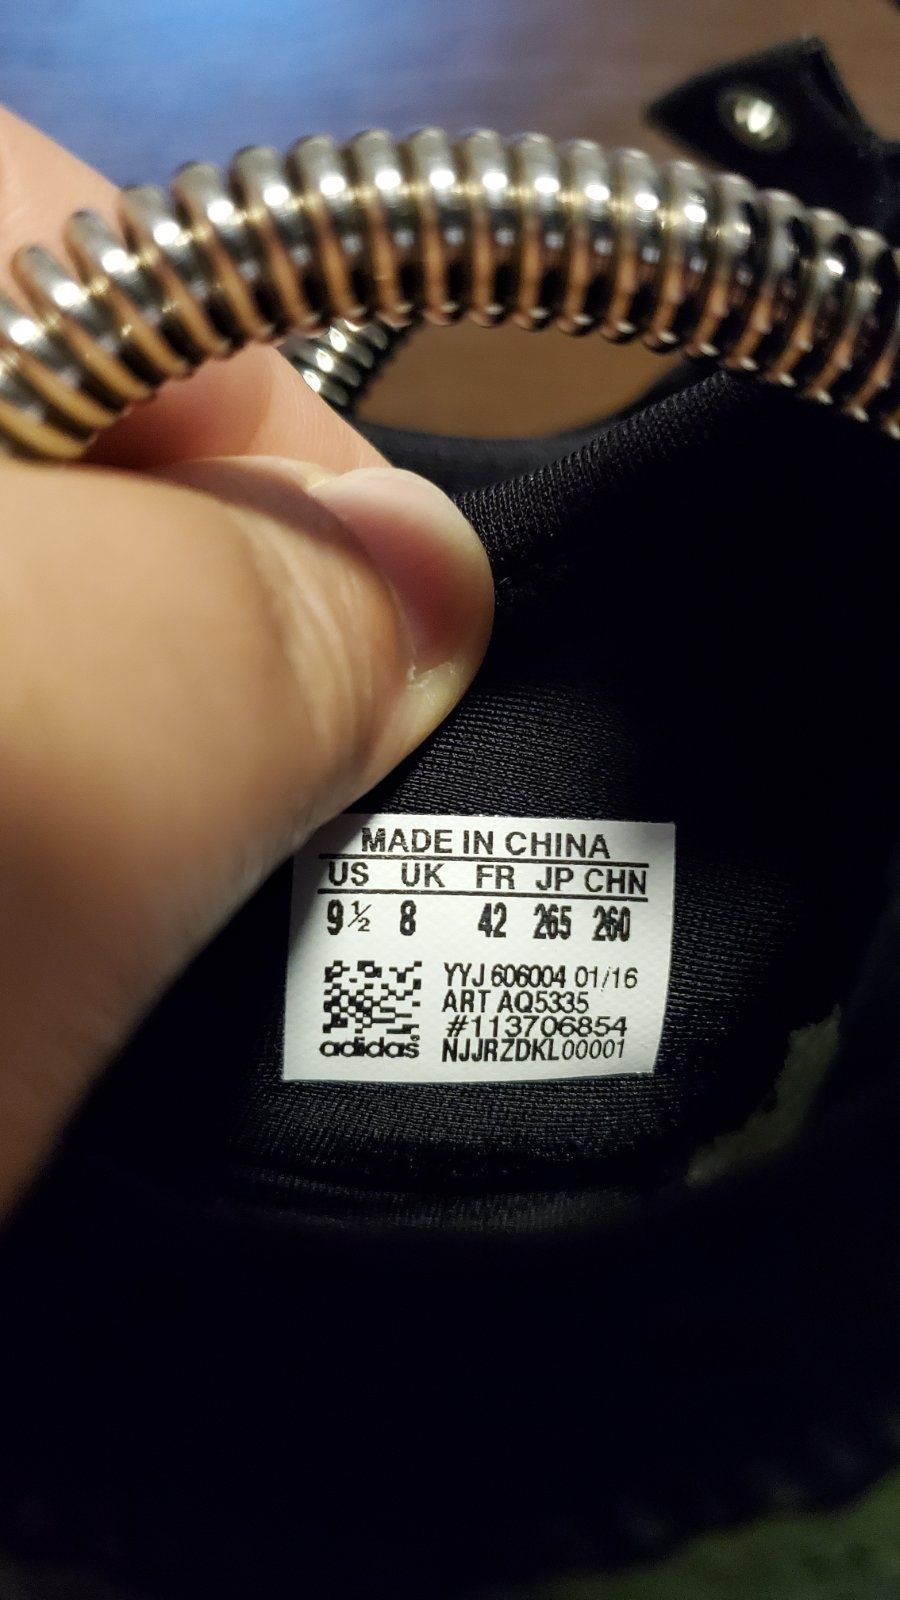 MADE IN CHINA
US UK FR JP CHN
9½ 8 42 265 260
YYJ 606004 01/16
ART AQ5335
#113706854
adidas NJJRZDKL00001